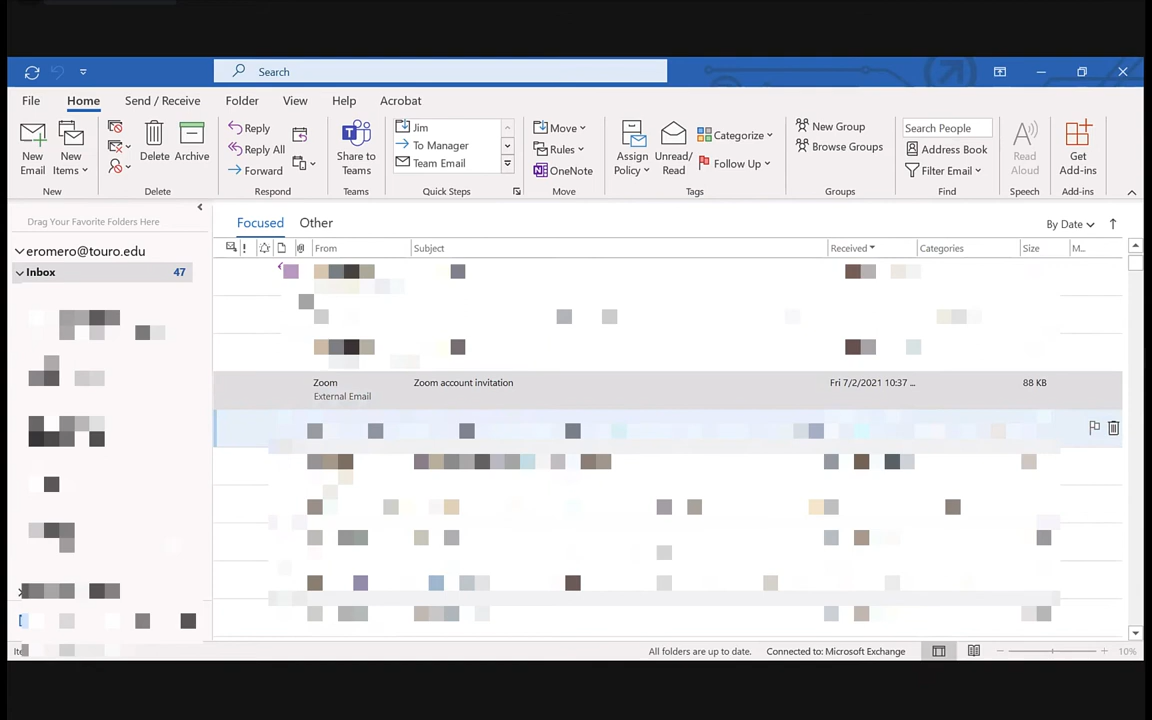 Search
File Home Send / Receive Folder View Help Acrobat
New Email New Items Delete Archive Reply Reply All Forward Share to Teams Jim To Manager Team Email Move Rules OneNote Assign Policy Unread/ Read Categorize Follow Up New Group Browse Groups Search People Address Book Filter Email Read Aloud Get Add-ins
New Delete Respond Teams Quick Steps Move Tags Groups Find Speech Add-ins
Drag Your Favorite Folders Here
Focused Other By Date
eromero@touro.edu
! From Subject Received Categories Size M...
Inbox 47
Zoom Zoom account invitation Fri 7/2/2021 10:37 ... 88 KB
External Email
All folders are up to date. Connected to: Microsoft Exchange 10%